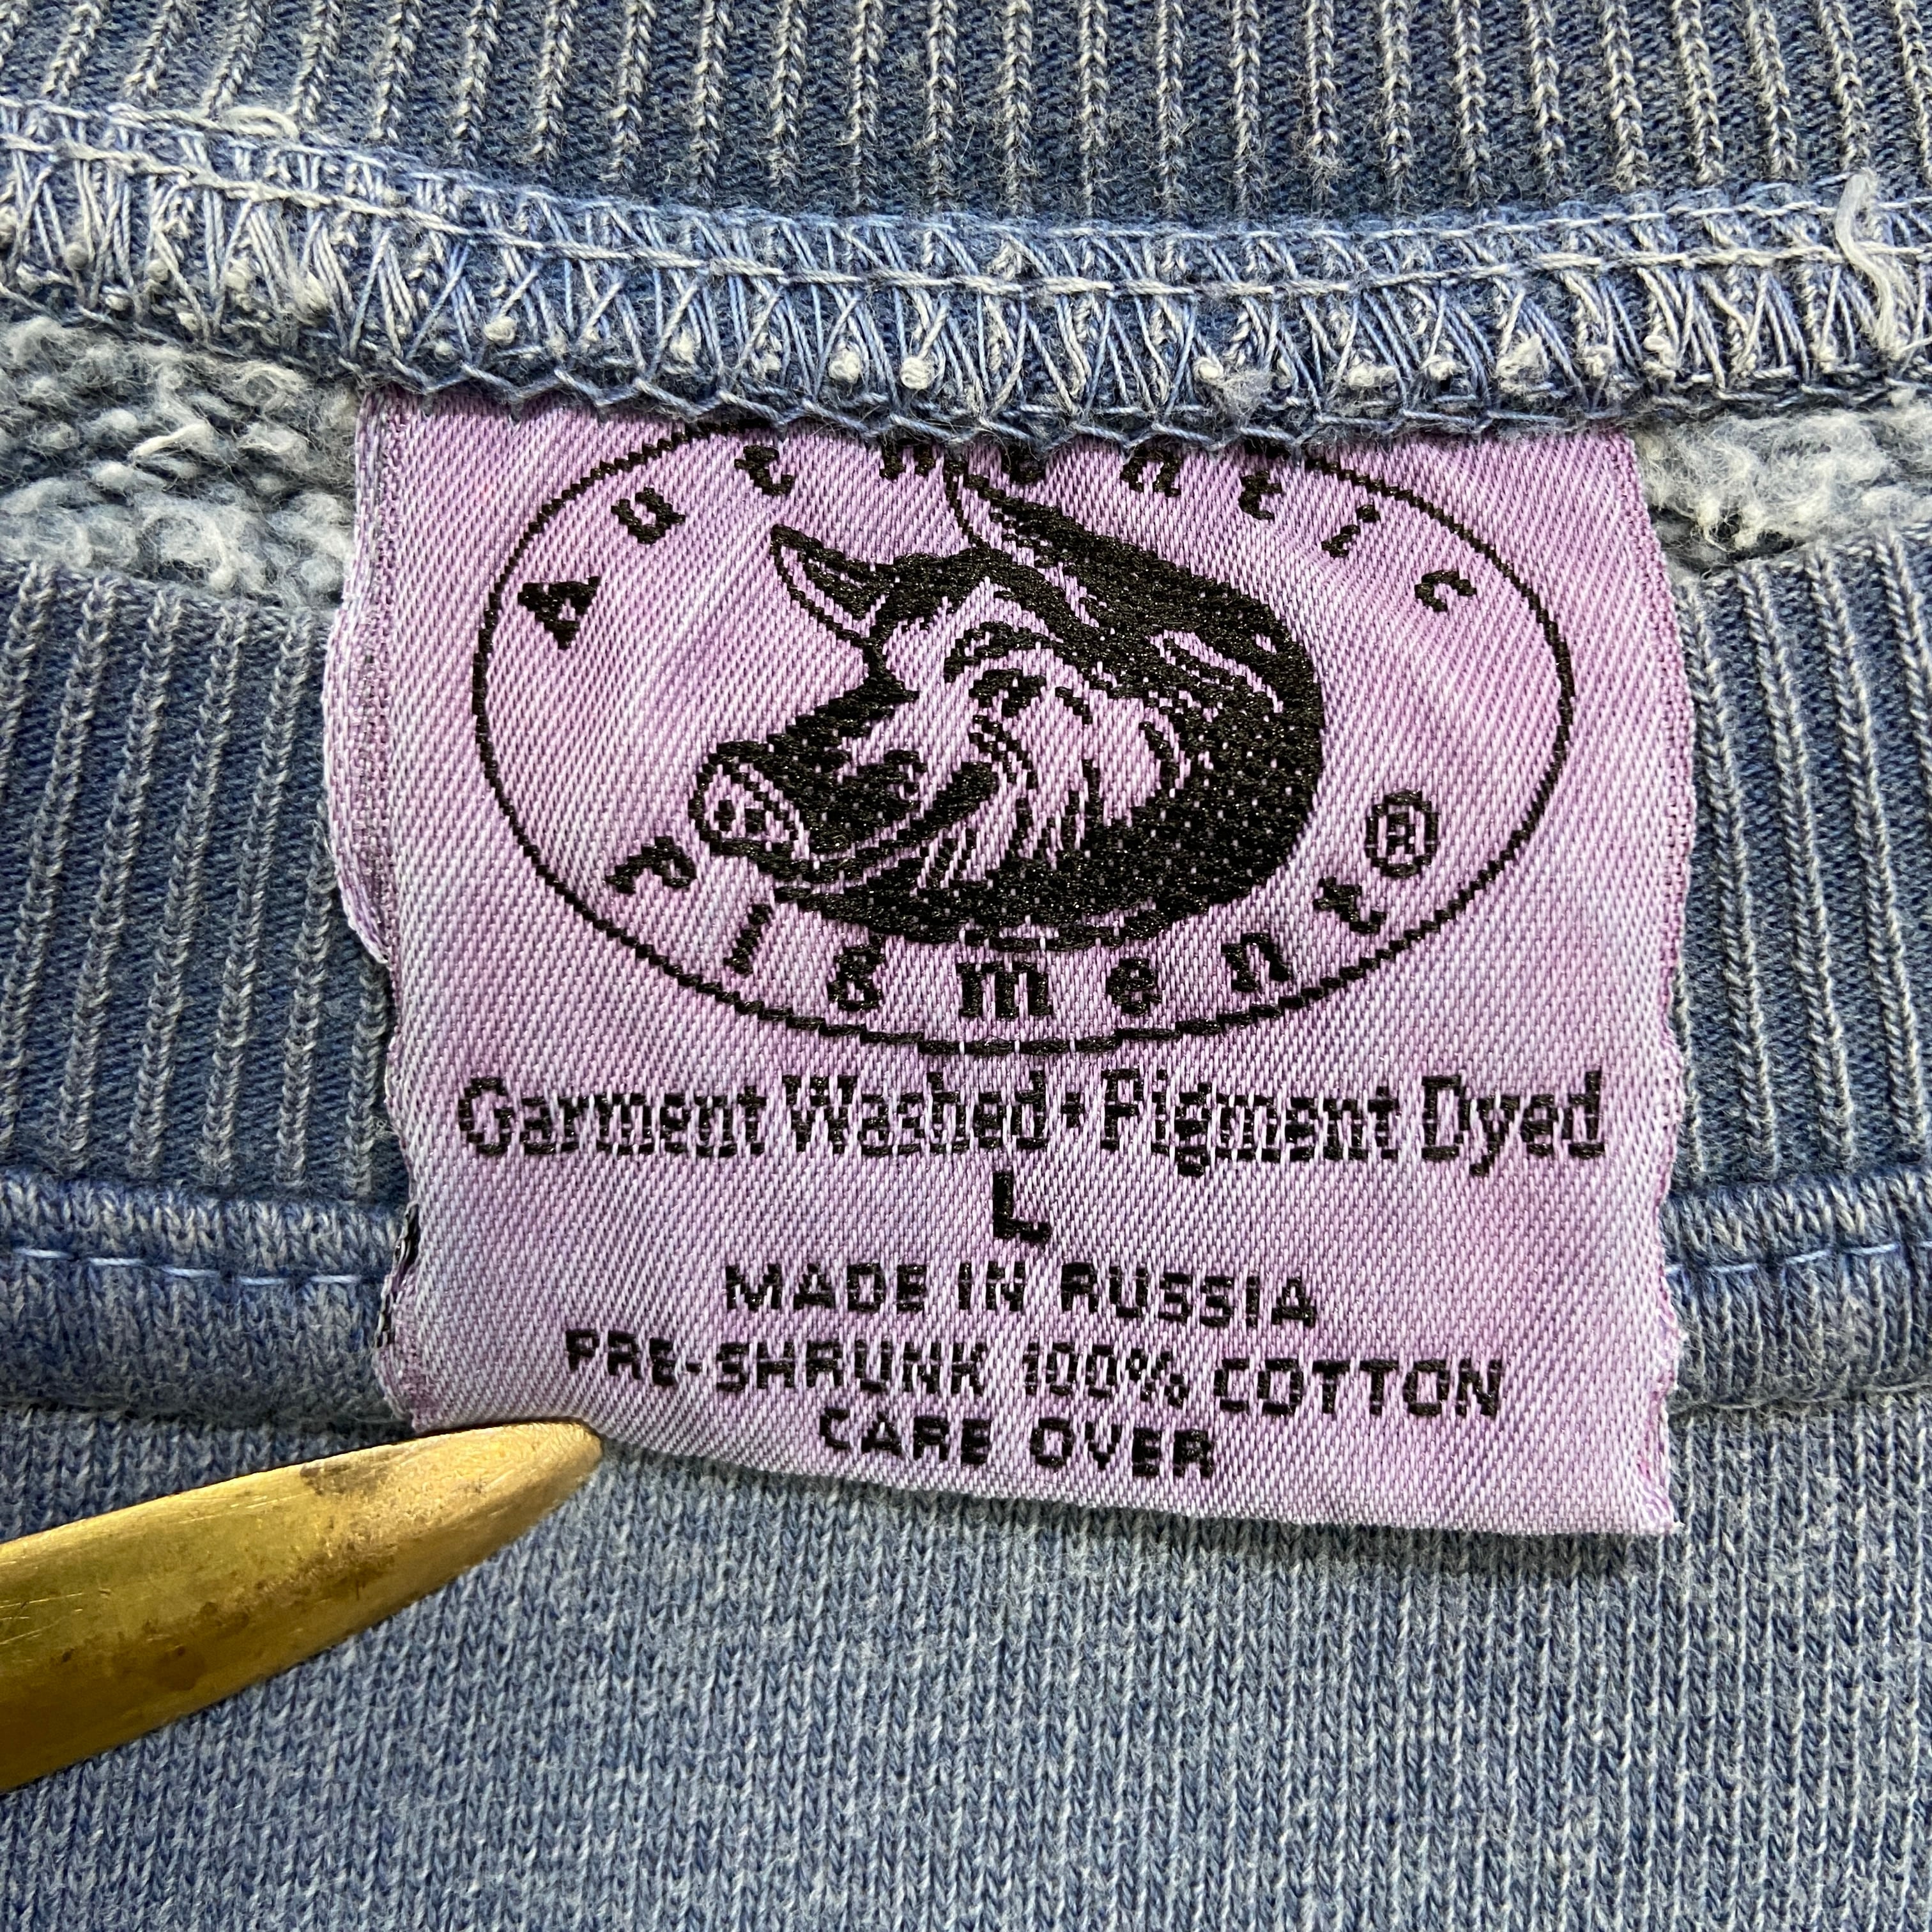 Authentic
Pigment®
Garment Washed • Pigment Dyed
L
MADE IN RUSSIA
PRE-SHRUNK 100% COTTON
CARE OVER